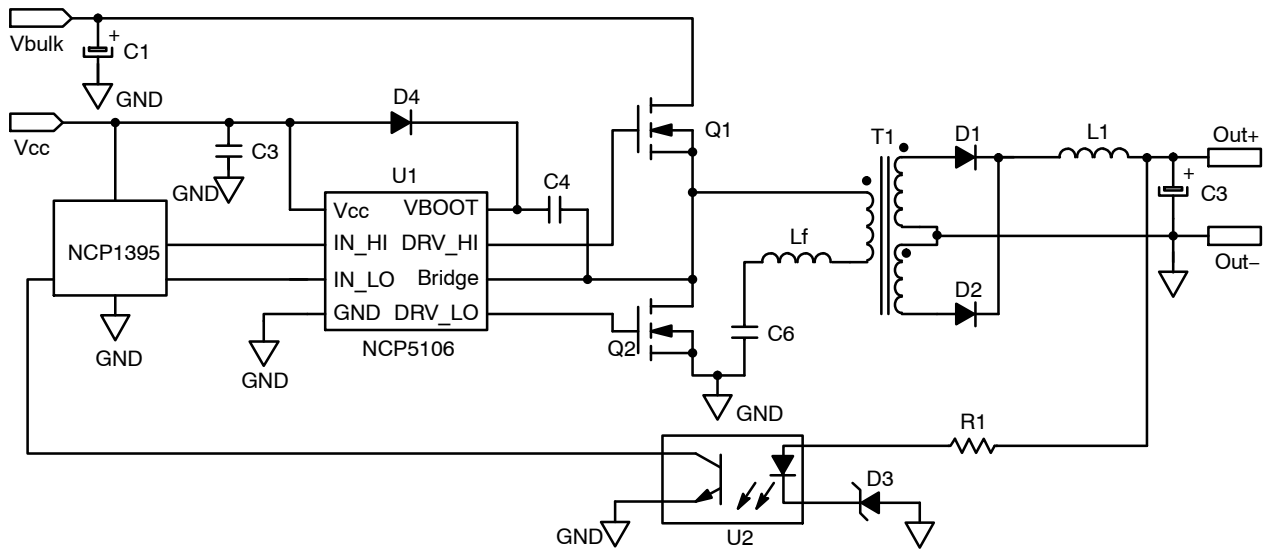 Vbulk
+
C1
GND
Vcc
D4
C3
GND
U1
C4
Q1
T1
D1
L1
Out+
+
C3
Out−
NCP1395
Vcc VBOOT
IN_HI DRV_HI
IN_LO Bridge
GND DRV_LO
NCP5106
Lf
D2
C6
Q2
GND
GND
GND
R1
D3
GND
U2